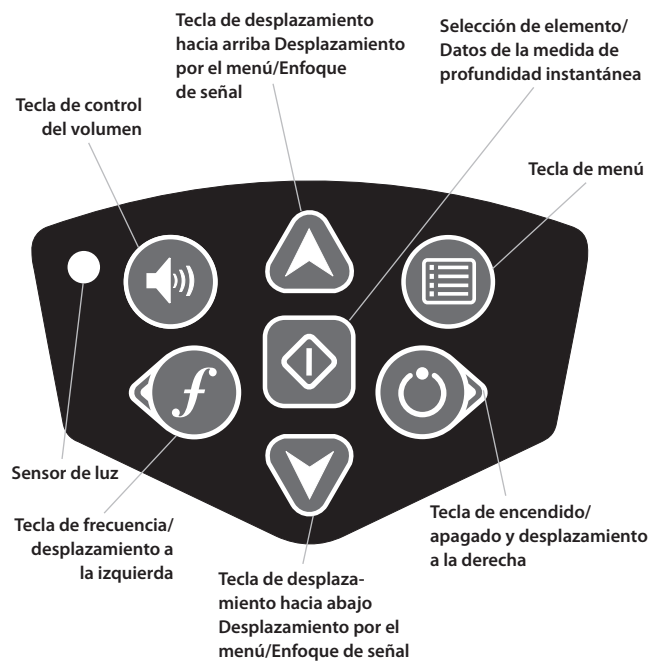 Tecla de desplazamiento
hacia arriba Desplazamiento
por el menú/Enfoque
de señal
Selección de elemento/
Datos de la medida de
profundidad instantánea
Tecla de control
del volumen
Tecla de menú
f
Sensor de luz
Tecla de frecuencia/
desplazamiento a
la izquierda
Tecla de encendido/
apagado y desplazamiento
a la derecha
Tecla de desplaza-
miento hacia abajo
Desplazamiento por el
menú/Enfoque de señal